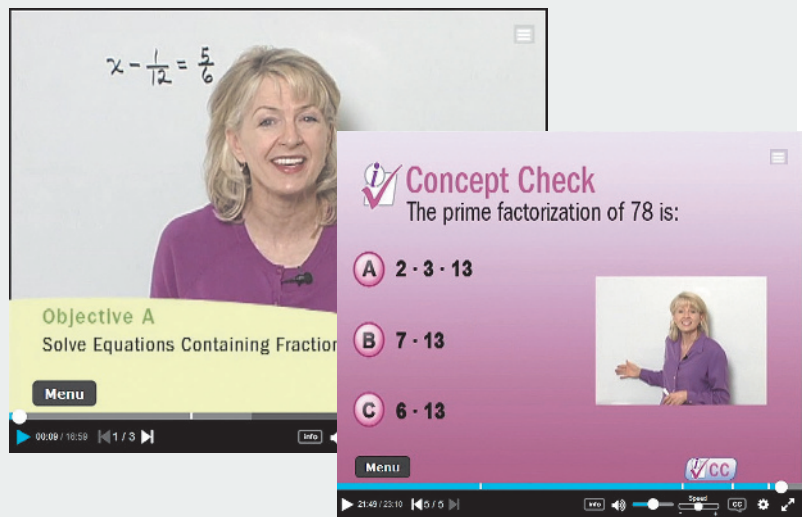 x - 1/12 = 5/6
Objective A
Solve Equations Containing Fraction
Menu
00:09 / 16:59
1 / 3
Info
Concept Check
The prime factorization of 78 is:
A 2 · 3 · 13
B 7 · 13
C 6 · 13
Menu
CC
21:49 / 23:10
5 / 5
Info
Speed
- +
CC